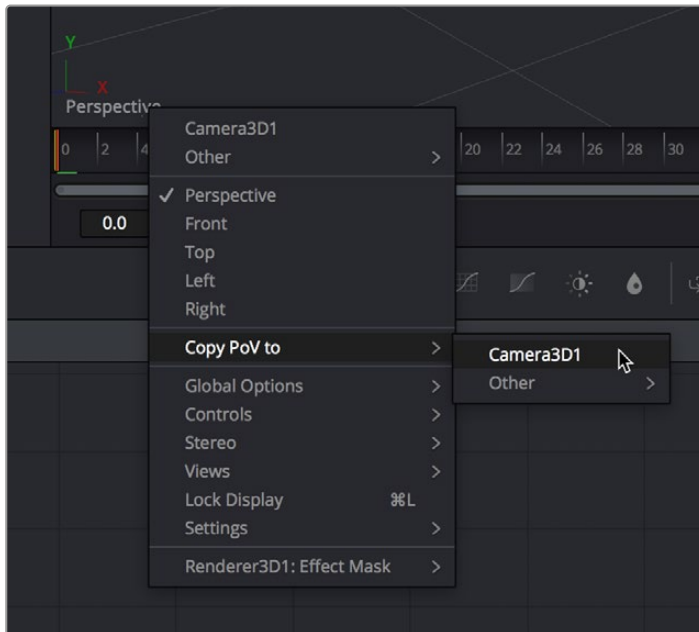 Y
X
Perspective
0 2 4 20 22 24 26 28 30
0.0
Camera3D1
Other >
✓ Perspective
Front
Top
Left
Right
Copy PoV to >
Camera3D1
Other >
Global Options >
Controls >
Stereo >
Views >
Lock Display ⌘L
Settings >
Renderer3D1: Effect Mask >